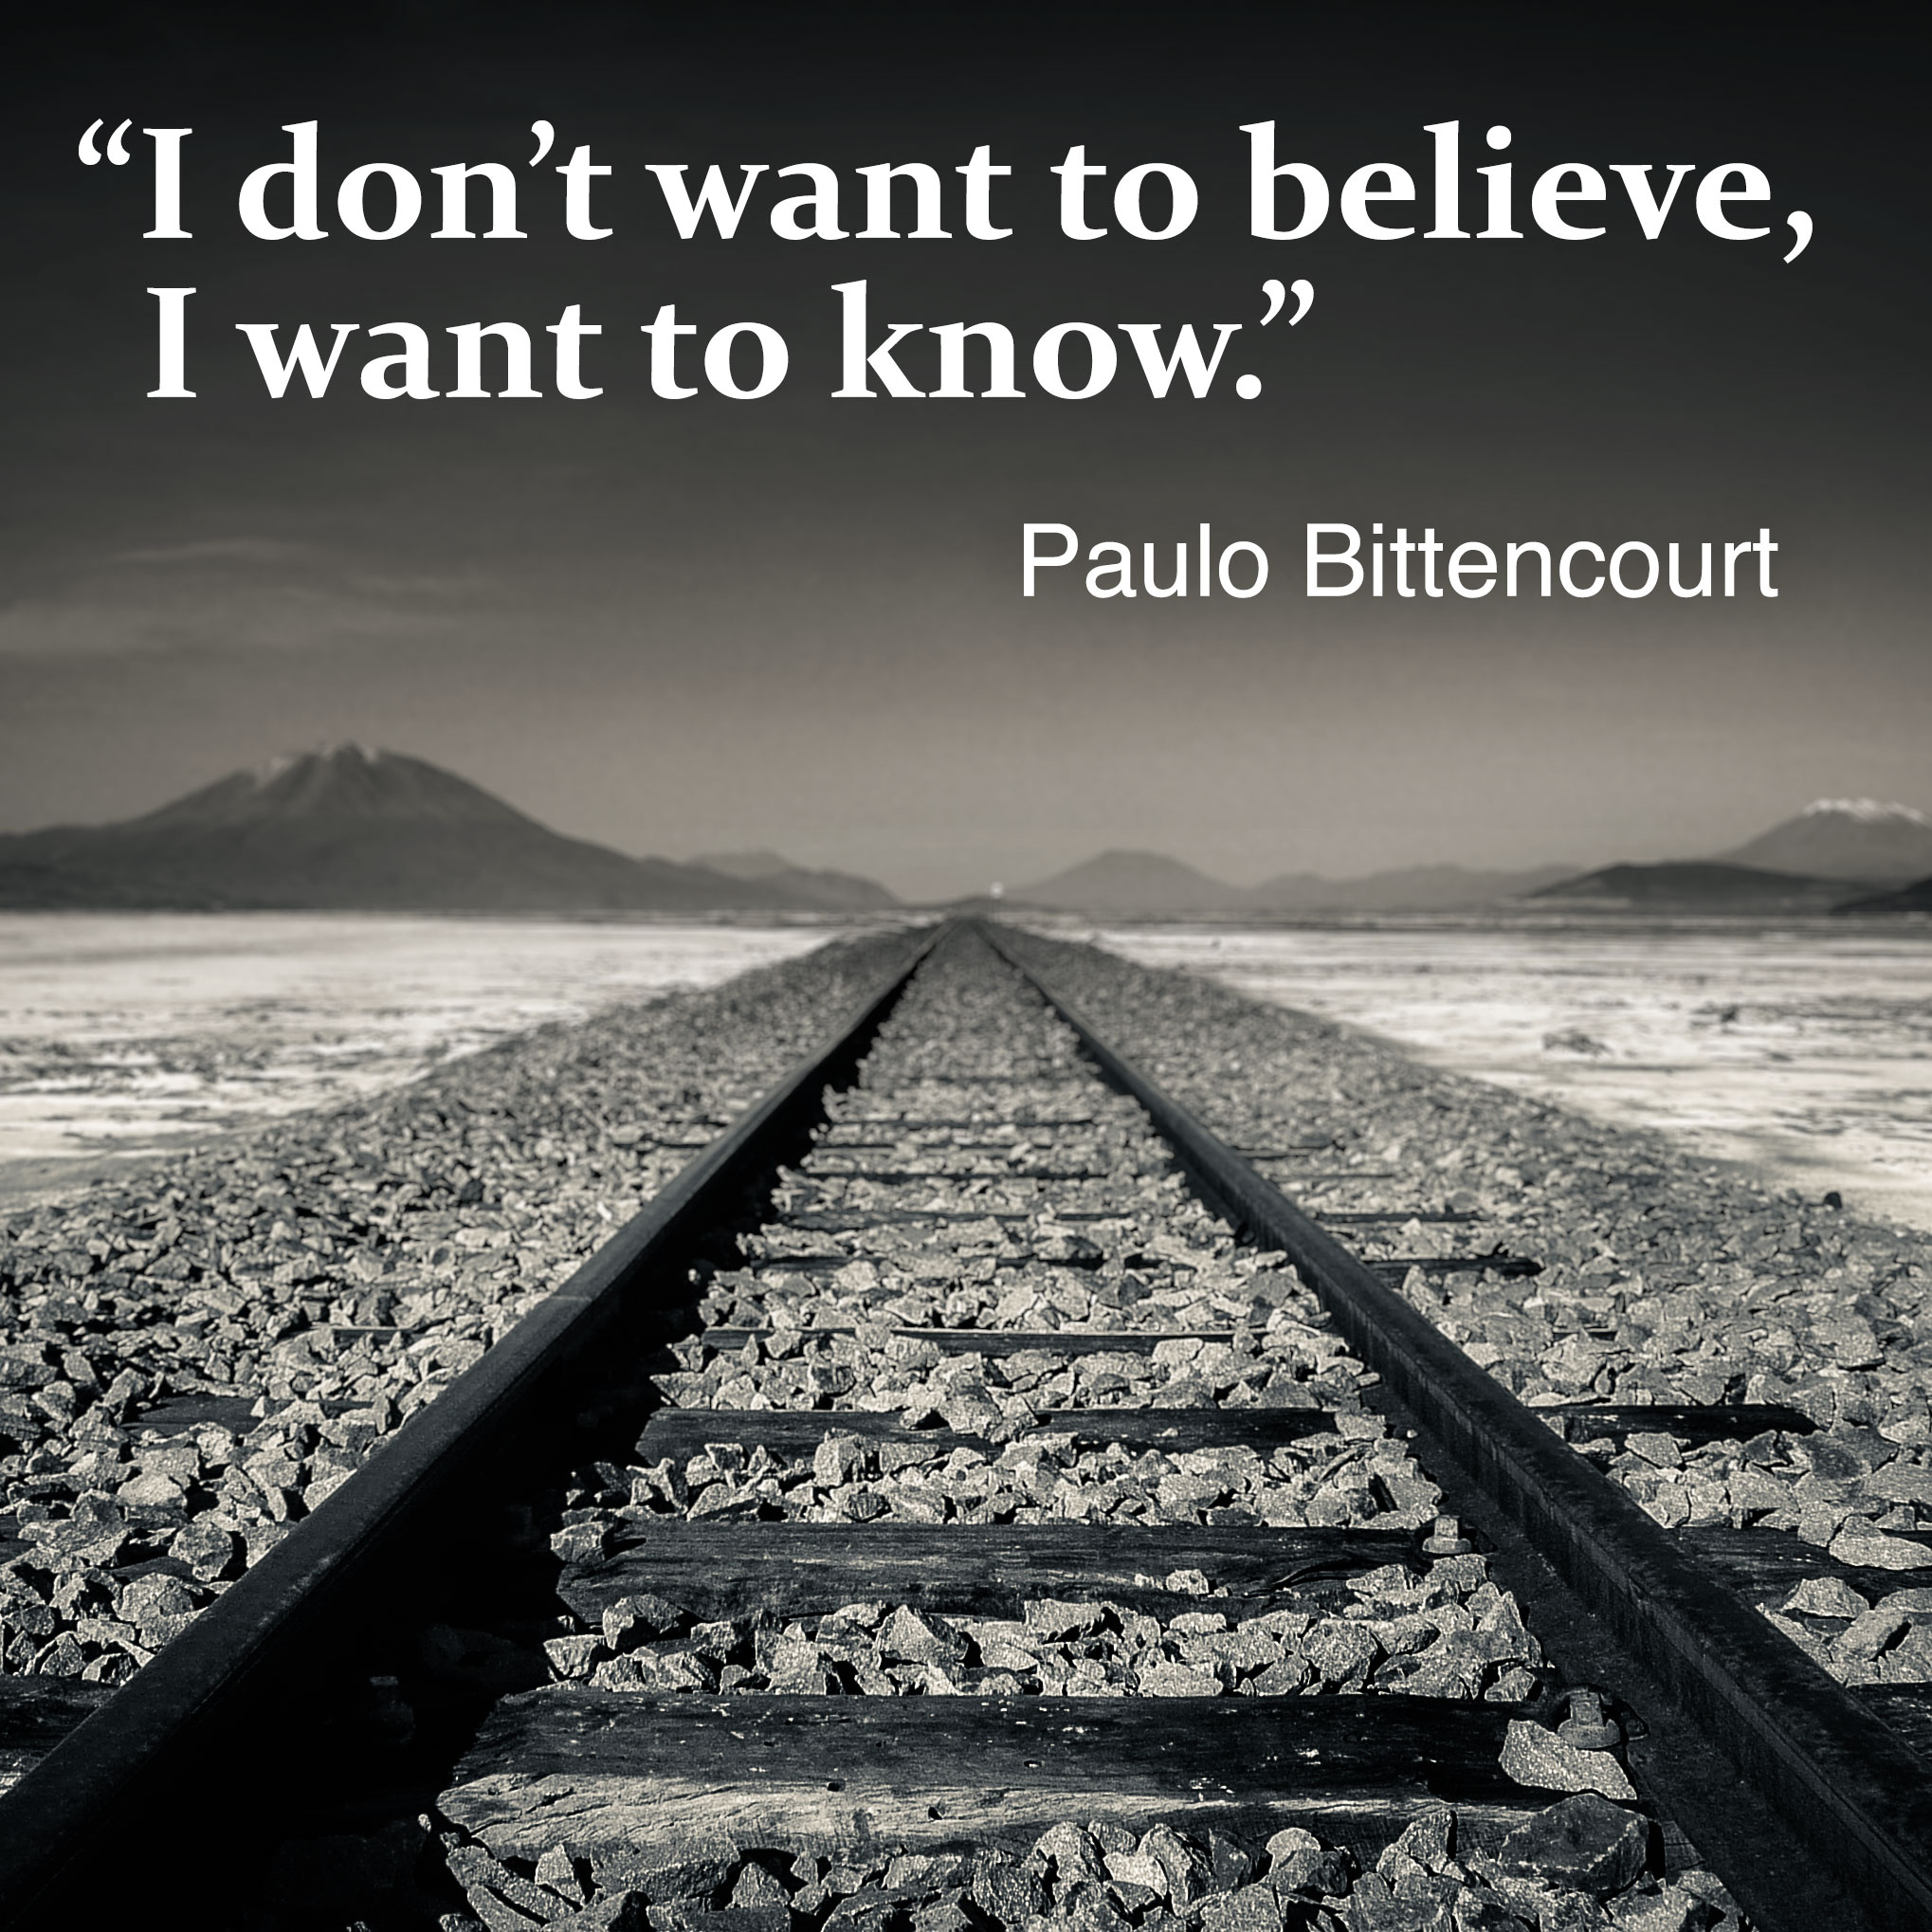 “I don’t want to believe,
I want to know.”
Paulo Bittencourt